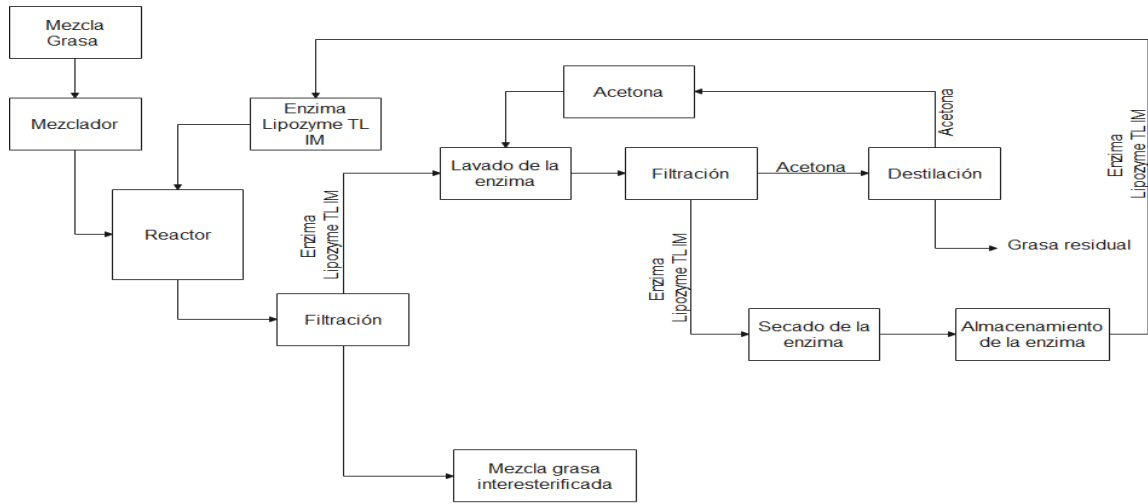 Mezcla
Grasa
Mezclador
Enzima
Lipozyme TL
IM
Reactor
Filtración
Enzima
Lipozyme TL IM
Mezcla grasa
interesterificada
Acetona
Lavado de la
enzima
Filtración
Acetona
Destilación
Acetona
Grasa residual
Enzima
Lipozyme TL IM
Secado de la
enzima
Almacenamiento
de la enzima
Enzima
Lipozyme TL IM